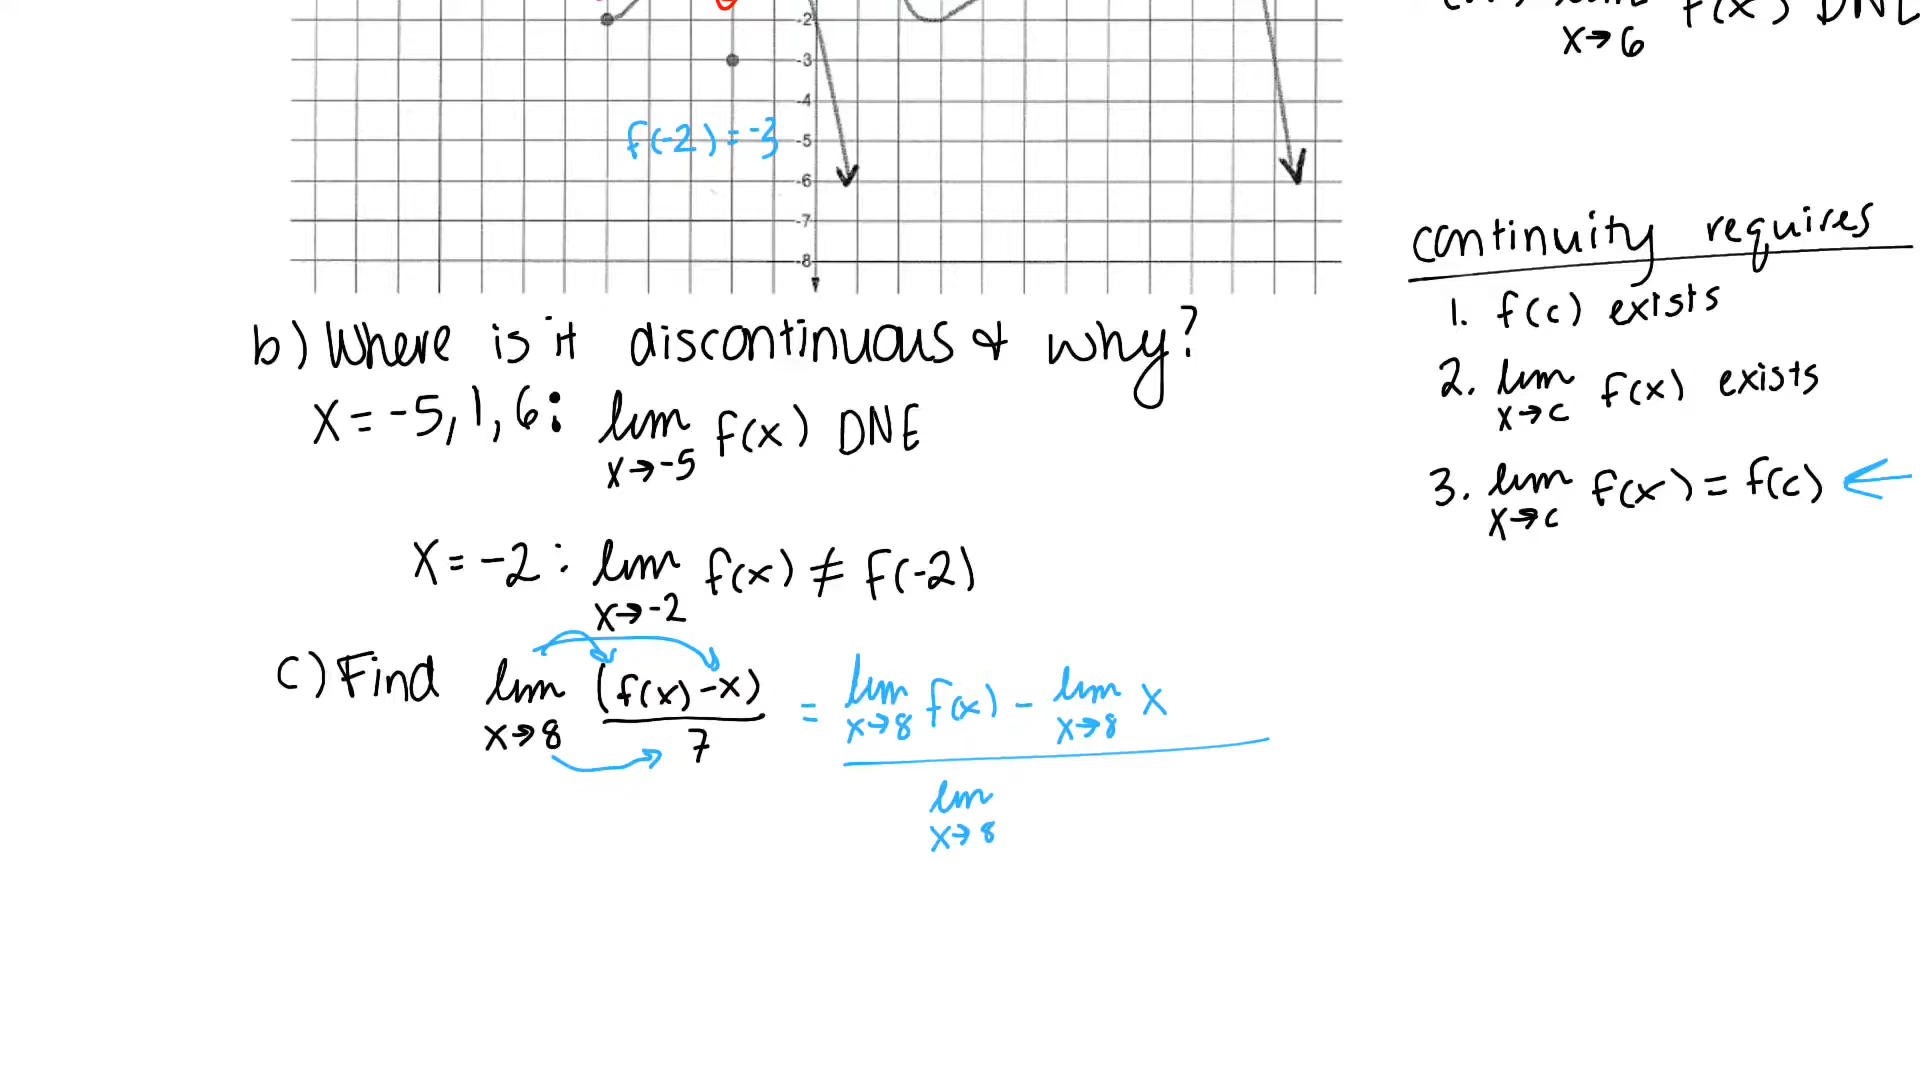 f(x) DNE
x→6
-2
-3
-4
f(-2) = -3
-5
-6
-7
-8
continuity requires
1. f(c) exists
2. lim f(x) exists
x→c
3. lim f(x) = f(c) ←
x→c
b) Where is it discontinuous & why?
X = -5, 1, 6: lim f(x) DNE
x→-5
X = -2: lim f(x) ≠ f(-2)
x→-2
c) Find lim (f(x) - x) = lim f(x) - lim x
x→8 7 x→8 x→8
lim
x→8